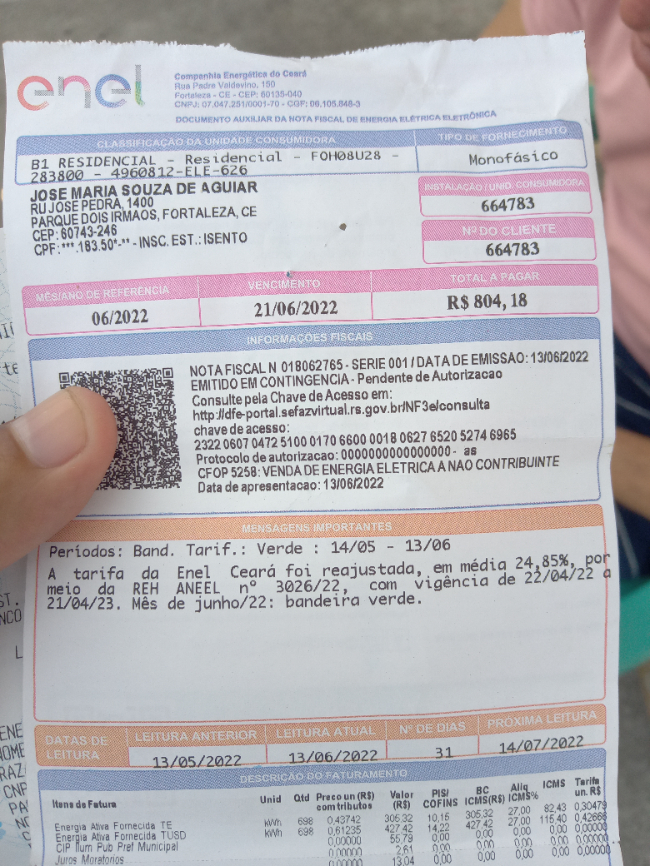 enel
Companhia Energética do Ceará
Rua Padre Valdevino, 150
Fortaleza - CE - CEP: 60135-040
CNPJ: 07.047.251/0001-70 - CGF: 06.105.848-3
DOCUMENTO AUXILIAR DA NOTA FISCAL DE ENERGIA ELÉTRICA ELETRÔNICA
CLASSIFICAÇÃO DA UNIDADE CONSUMIDORA
TIPO DE FORNECIMENTO
B1 RESIDENCIAL - Residencial - FOH08U28 -
283800 - 4960812-ELE-626
Monofásico
JOSE MARIA SOUZA DE AGUIAR
RU JOSE PEDRA, 1400
PARQUE DOIS IRMAOS, FORTALEZA, CE
CEP: 60743-246
CPF: ***.183.50*-** - INSC. EST.: ISENTO
INSTALAÇÃO / UNID. CONSUMIDORA
664783
Nº DO CLIENTE
664783
MÊS/ANO DE REFERÊNCIA
VENCIMENTO
TOTAL A PAGAR
06/2022
21/06/2022
R$ 804,18
INFORMAÇÕES FISCAIS
NOTA FISCAL N 018062765 - SERIE 001 / DATA DE EMISSÃO: 13/06/2022
EMITIDO EM CONTINGENCIA - Pendente de Autorizacao
Consulte pela Chave de Acesso em:
http://dfe-portal.sefazvirtual.rs.gov.br/NF3e/consulta
chave de acesso:
2322 0607 0472 5100 0170 6600 0018 0627 6520 5274 6965
Protocolo de autorizacao: 0000000000000000 - as
CFOP 5258: VENDA DE ENERGIA ELETRICA A NAO CONTRIBUINTE
Data de apresentacao: 13/06/2022
MENSAGENS IMPORTANTES
Períodos: Band. Tarif.: Verde : 14/05 - 13/06
A tarifa da Enel Ceará foi reajustada, em média 24,85%, por
meio da REH ANEEL nº 3026/22, com vigência de 22/04/22 a
21/04/23. Mês de junho/22: bandeira verde.
DATAS DE LEITURA
LEITURA ANTERIOR
LEITURA ATUAL
Nº DE DIAS
PRÓXIMA LEITURA
13/05/2022
13/06/2022
31
14/07/2022
DESCRIÇÃO DO FATURAMENTO
Itens de Fatura Unid Qtd Preço un (R$) com tributos Valor (R$) PIS/COFINS BC ICMS(R$) Aliq ICMS% ICMS Tarifa un. R$
Energia Ativa Fornecida TE kWh 698 0,43742 305,32 10,15 305,32 27,00 82,43 0,30479
Energia Ativa Fornecida TUSD kWh 698 0,61235 427,42 14,22 427,42 27,00 115,40 0,42666
CIP Ilum Pub Pref Municipal 0,00000 55,79 0,00 0,00 0,00 0,00 0,00000
0,00000 2,61 0,00 0,00 0,00 0,00 0,00000
Juros Moratorios 13,04